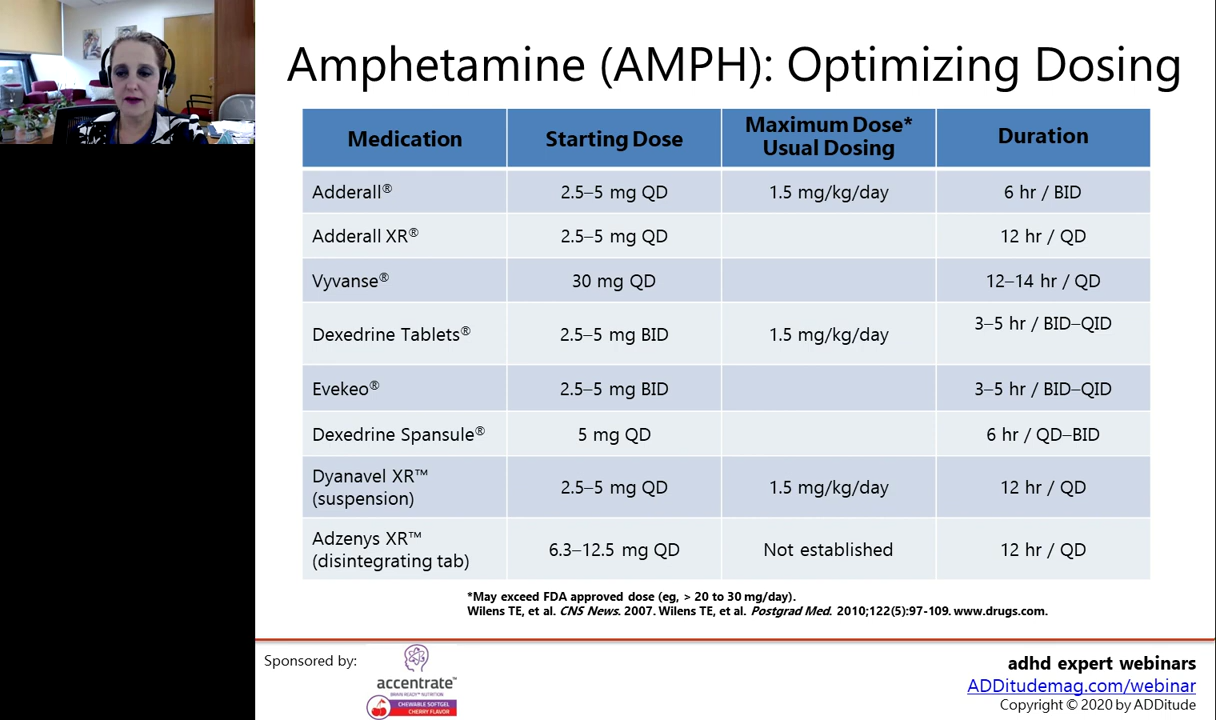 Amphetamine (AMPH): Optimizing Dosing
Medication Starting Dose Maximum Dose* Usual Dosing Duration
Adderall® 2.5–5 mg QD 1.5 mg/kg/day 6 hr / BID
Adderall XR® 2.5–5 mg QD 12 hr / QD
Vyvanse® 30 mg QD 12–14 hr / QD
Dexedrine Tablets® 2.5–5 mg BID 1.5 mg/kg/day 3–5 hr / BID–QID
Evekeo® 2.5–5 mg BID 3–5 hr / BID–QID
Dexedrine Spansule® 5 mg QD 6 hr / QD–BID
Dyanavel XR™ (suspension) 2.5–5 mg QD 1.5 mg/kg/day 12 hr / QD
Adzenys XR™ (disintegrating tab) 6.3–12.5 mg QD Not established 12 hr / QD
*May exceed FDA approved dose (eg, > 20 to 30 mg/day).
Wilens TE, et al. CNS News. 2007. Wilens TE, et al. Postgrad Med. 2010;122(5):97-109. www.drugs.com.
Sponsored by:
accentrate™
BRAIN READY™ NUTRITION
CHEWABLE SOFTGEL
CHERRY FLAVOR
adhd expert webinars
ADDitudemag.com/webinar
Copyright © 2020 by ADDitude